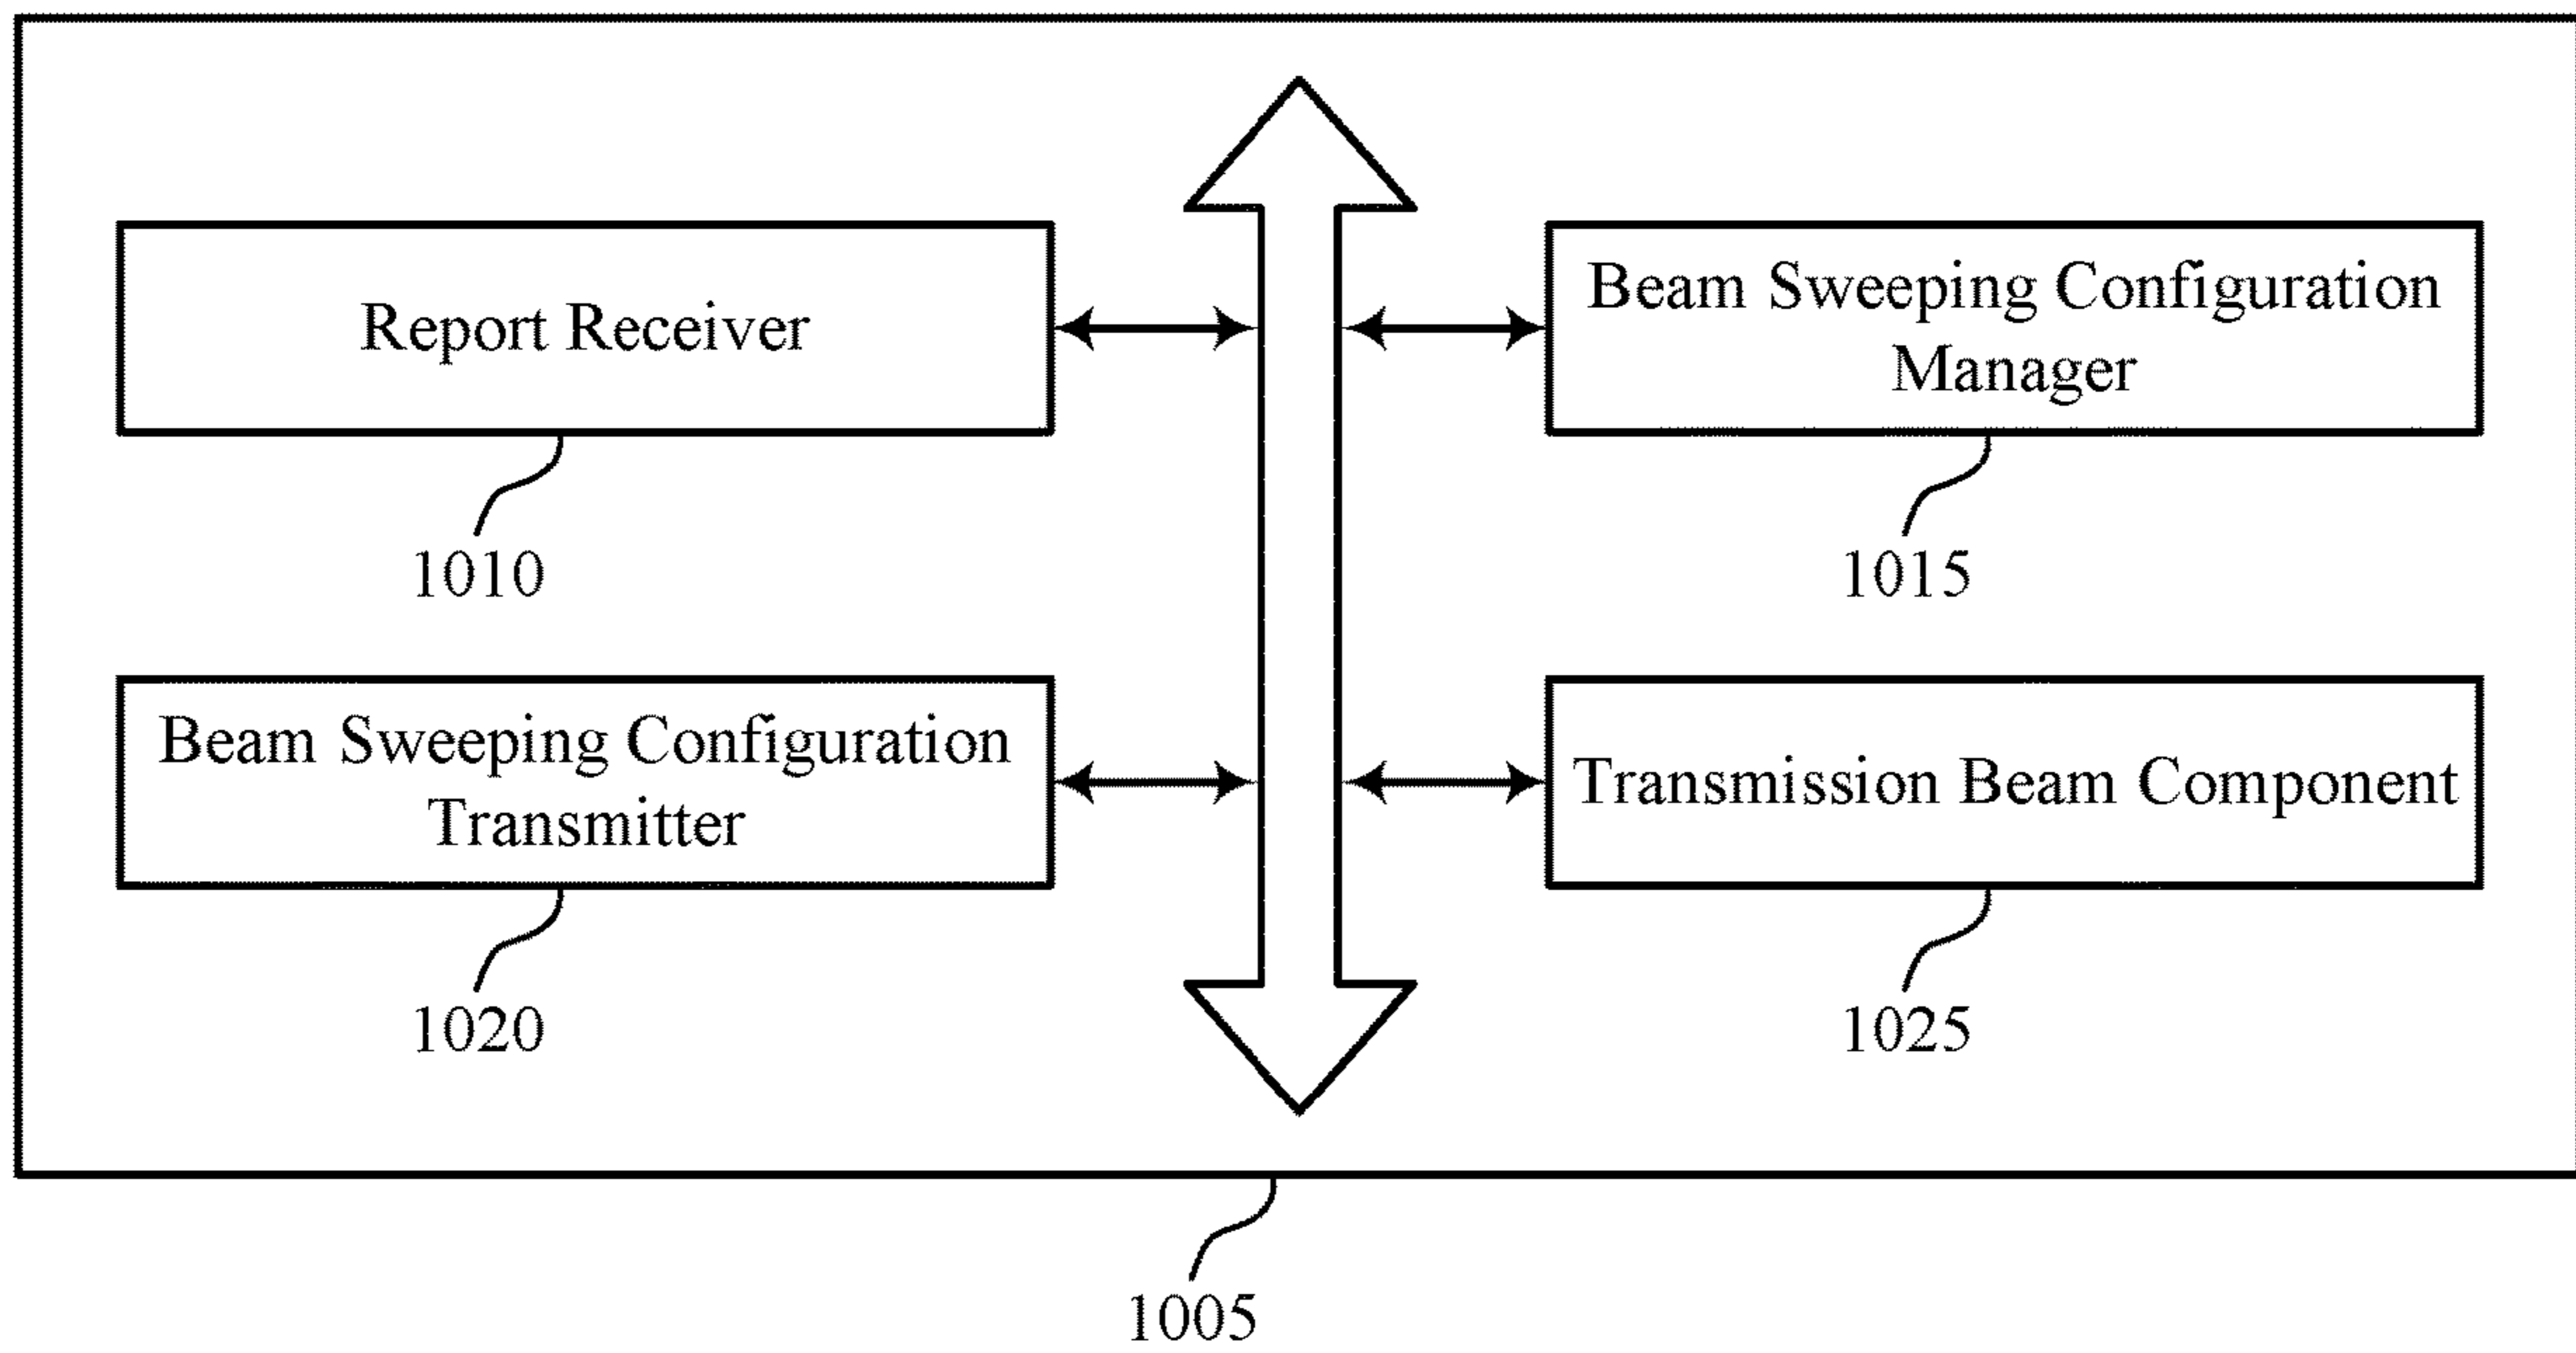 Report Receiver
1010
Beam Sweeping Configuration
Manager
1015
Beam Sweeping Configuration
Transmitter
1020
Transmission Beam Component
1025
1005